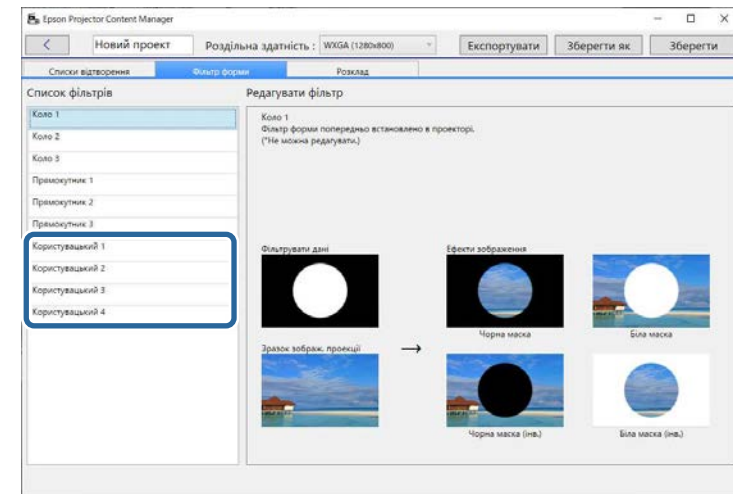 Epson Projector Content Manager
Новий проект Роздільна здатність : WXGA (1280x800) Експортувати Зберегти як Зберегти
Списки відтворення Фільтр форми Розклад
Список фільтрів Редагувати фільтр
Коло 1
Коло 2
Коло 3
Прямокутник 1
Прямокутник 2
Прямокутник 3
Користувацький 1
Користувацький 2
Користувацький 3
Користувацький 4
Коло 1
Фільтр форми попередньо встановлено в проекторі.
(*Не можна редагувати.)
Фільтрувати дані Ефекти зображення
Чорна маска Біла маска
Зразок зображ. проекції →
Чорна маска (інв.) Біла маска (інв.)